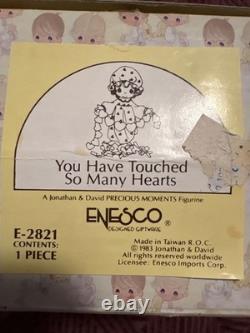 You Have Touched
So Many Hearts
A Jonathan & David PRECIOUS MOMENTS Figurine
ENESCO ®
DESIGNED GIFTWARE
E-2821
CONTENTS:
1 PIECE
Made in Taiwan R.O.C.
© 1983 Jonathan & David
All rights reserved worldwide
Licensee: Enesco Imports Corp.